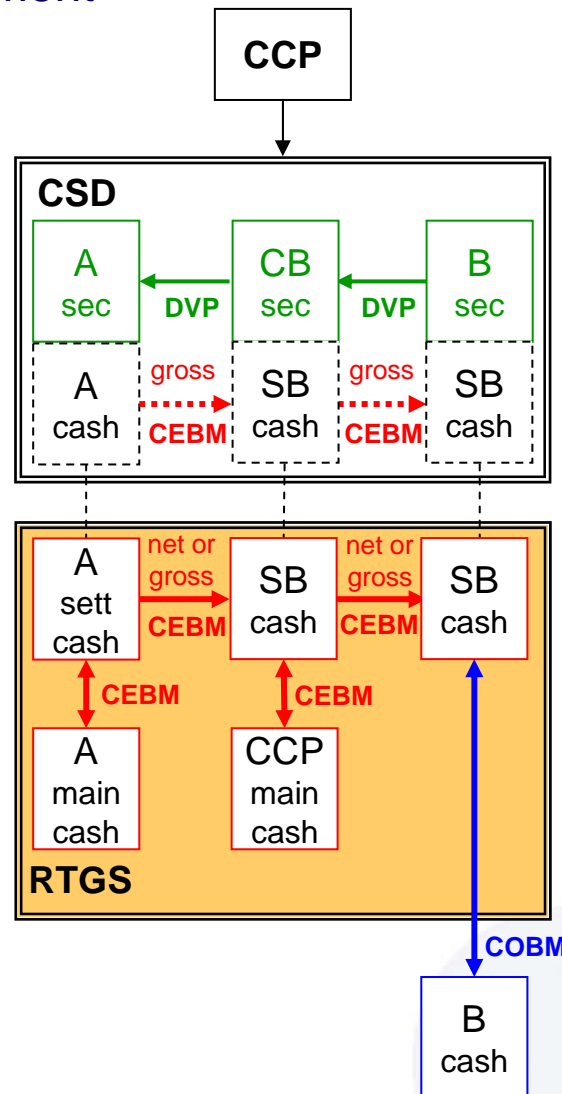 CCP
CSD
A
sec
DVP
CB
sec
DVP
B
sec
A
cash
gross
CEBM
SB
cash
gross
CEBM
SB
cash
A
sett
cash
net or
gross
CEBM
SB
cash
net or
gross
CEBM
SB
cash
CEBM
CEBM
A
main
cash
CCP
main
cash
RTGS
COBM
B
cash